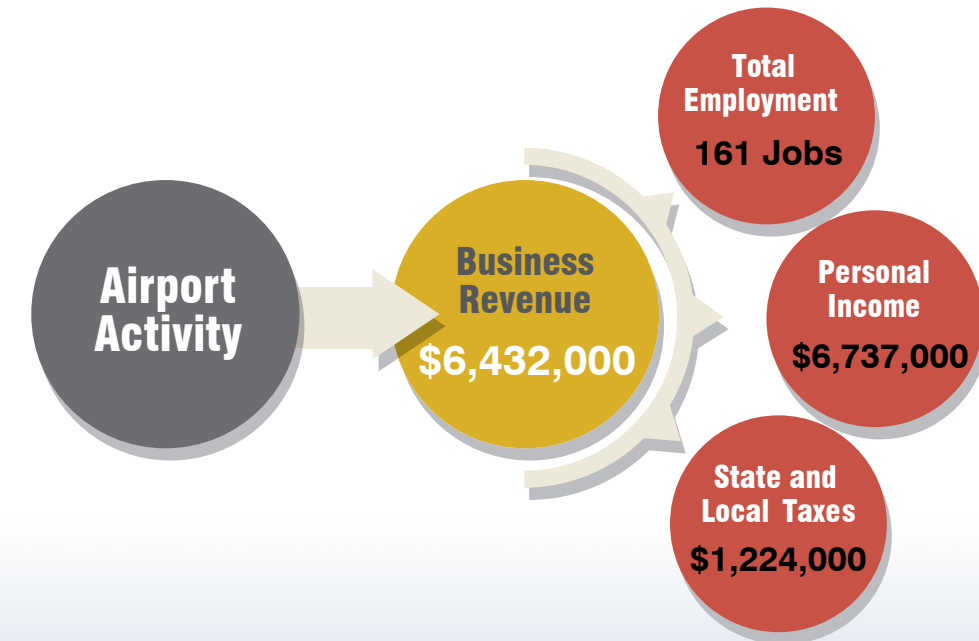 Airport
Activity
Business
Revenue
$6,432,000
Total
Employment
161 Jobs
Personal
Income
$6,737,000
State and
Local Taxes
$1,224,000